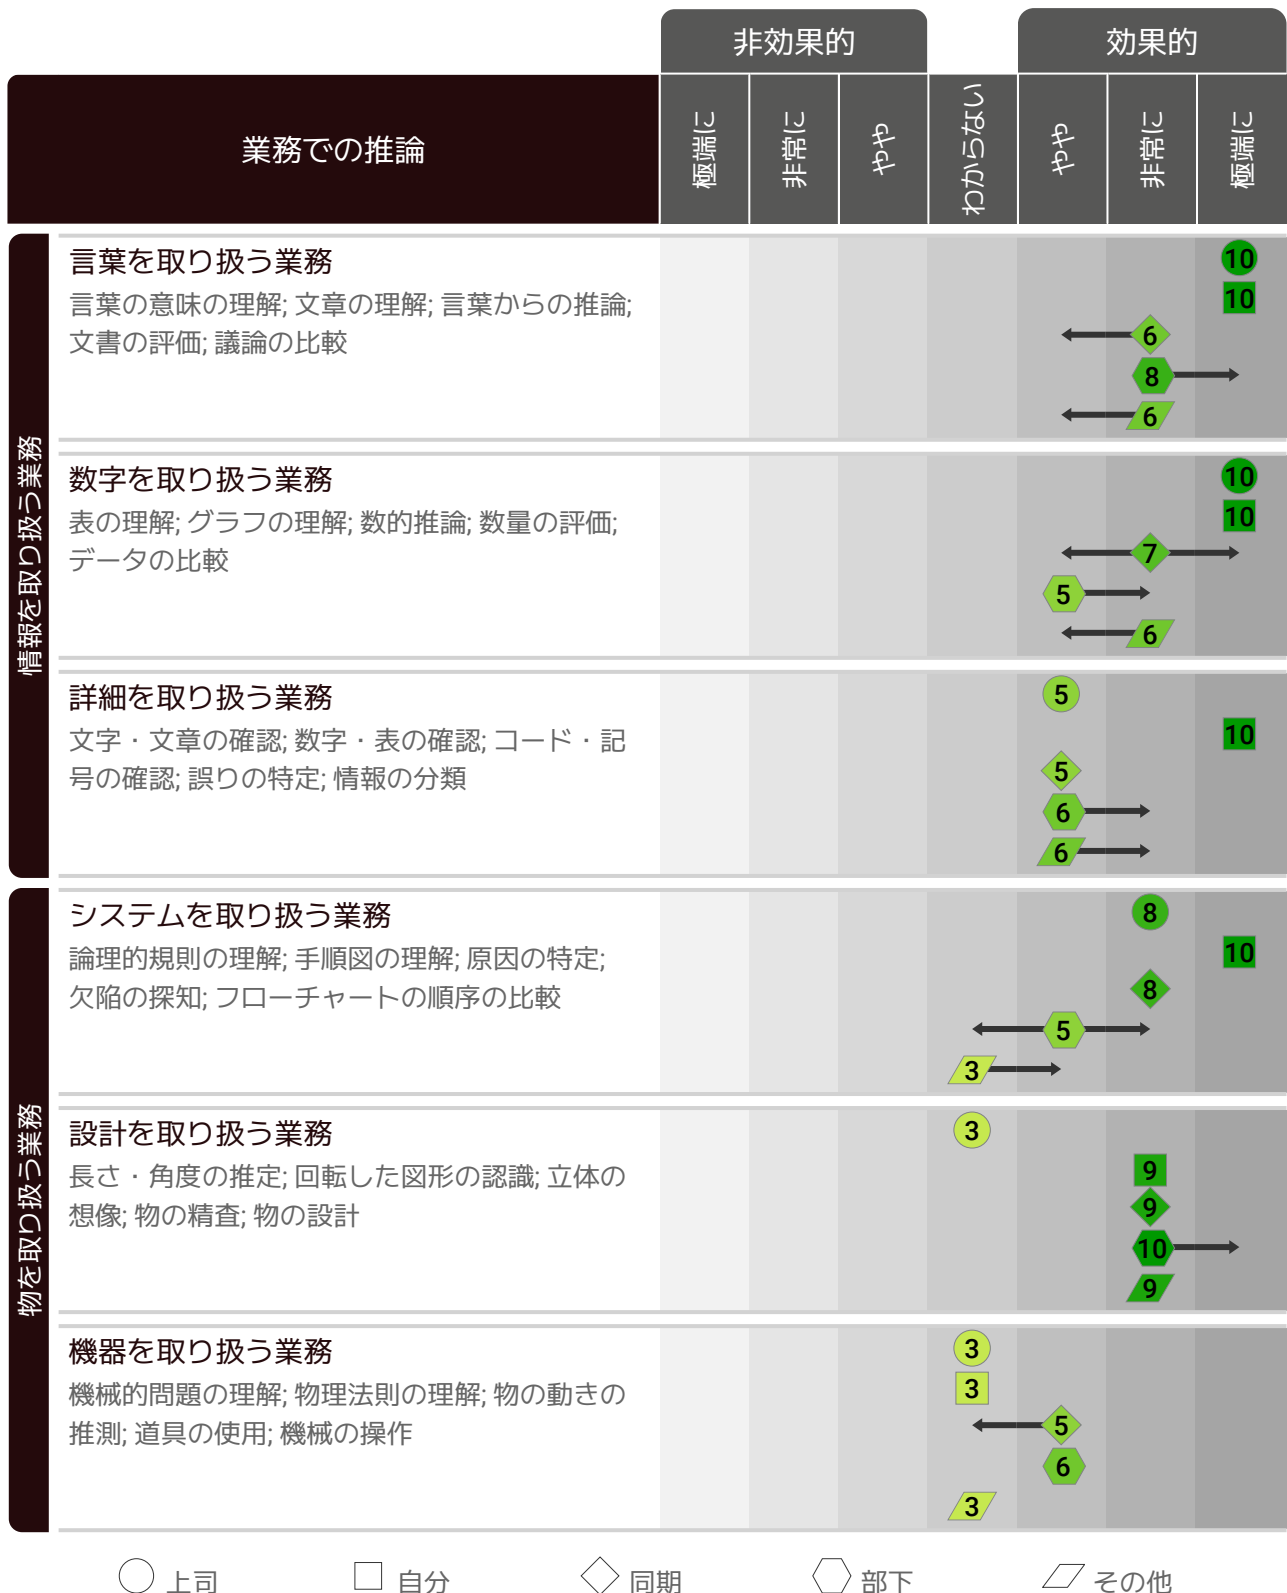 非効果的
効果的
業務での推論
極端に
非常に
やや
わからない
やや
非常に
極端に
情報を取り扱う業務
言葉を取り扱う業務
言葉の意味の理解; 文章の理解; 言葉からの推論;
文書の評価; 議論の比較
10
10
6
8
6
数字を取り扱う業務
表の理解; グラフの理解; 数的推論; 数量の評価;
データの比較
10
10
7
5
6
詳細を取り扱う業務
文字・文章の確認; 数字・表の確認; コード・記
号の確認; 誤りの特定; 情報の分類
5
10
5
6
6
物を取り扱う業務
システムを取り扱う業務
論理的規則の理解; 手順図の理解; 原因の特定;
欠陥の探知; フローチャートの順序の比較
8
10
8
5
3
設計を取り扱う業務
長さ・角度の推定; 回転した図形の認識; 立体の
想像; 物の精査; 物の設計
3
9
9
10
9
機器を取り扱う業務
機械的問題の理解; 物理法則の理解; 物の動きの
推測; 道具の使用; 機械の操作
3
3
5
6
3
上司
自分
同期
部下
その他